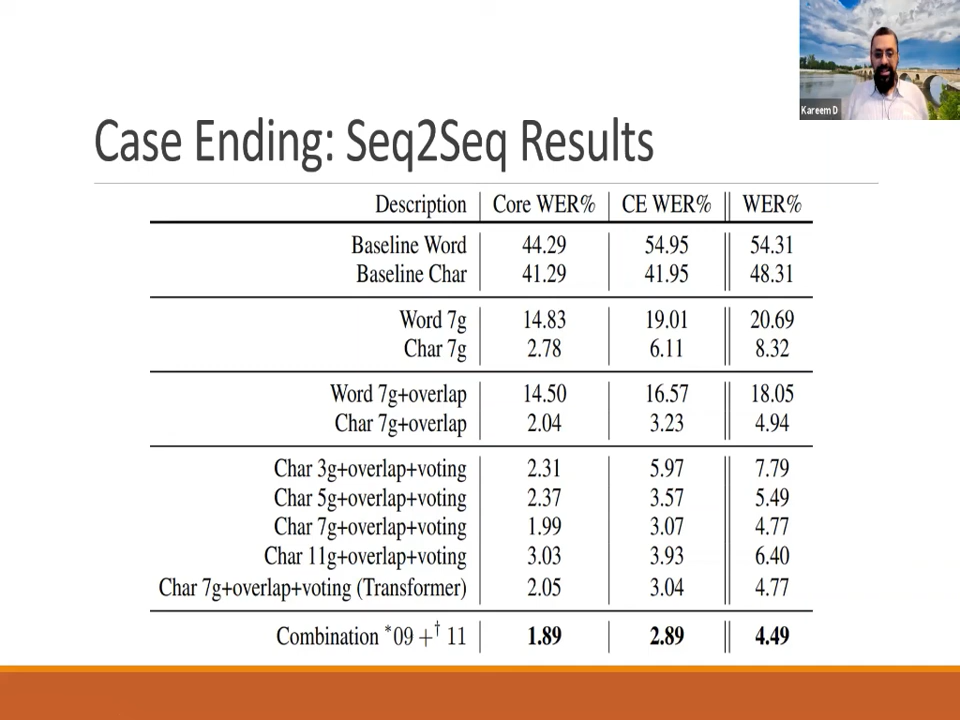 Kareem D
Case Ending: Seq2Seq Results
Description Core WER% CE WER% WER%
Baseline Word 44.29 54.95 54.31
Baseline Char 41.29 41.95 48.31
Word 7g 14.83 19.01 20.69
Char 7g 2.78 6.11 8.32
Word 7g+overlap 14.50 16.57 18.05
Char 7g+overlap 2.04 3.23 4.94
Char 3g+overlap+voting 2.31 5.97 7.79
Char 5g+overlap+voting 2.37 3.57 5.49
Char 7g+overlap+voting 1.99 3.07 4.77
Char 11g+overlap+voting 3.03 3.93 6.40
Char 7g+overlap+voting (Transformer) 2.05 3.04 4.77
Combination *09 +† 11 1.89 2.89 4.49